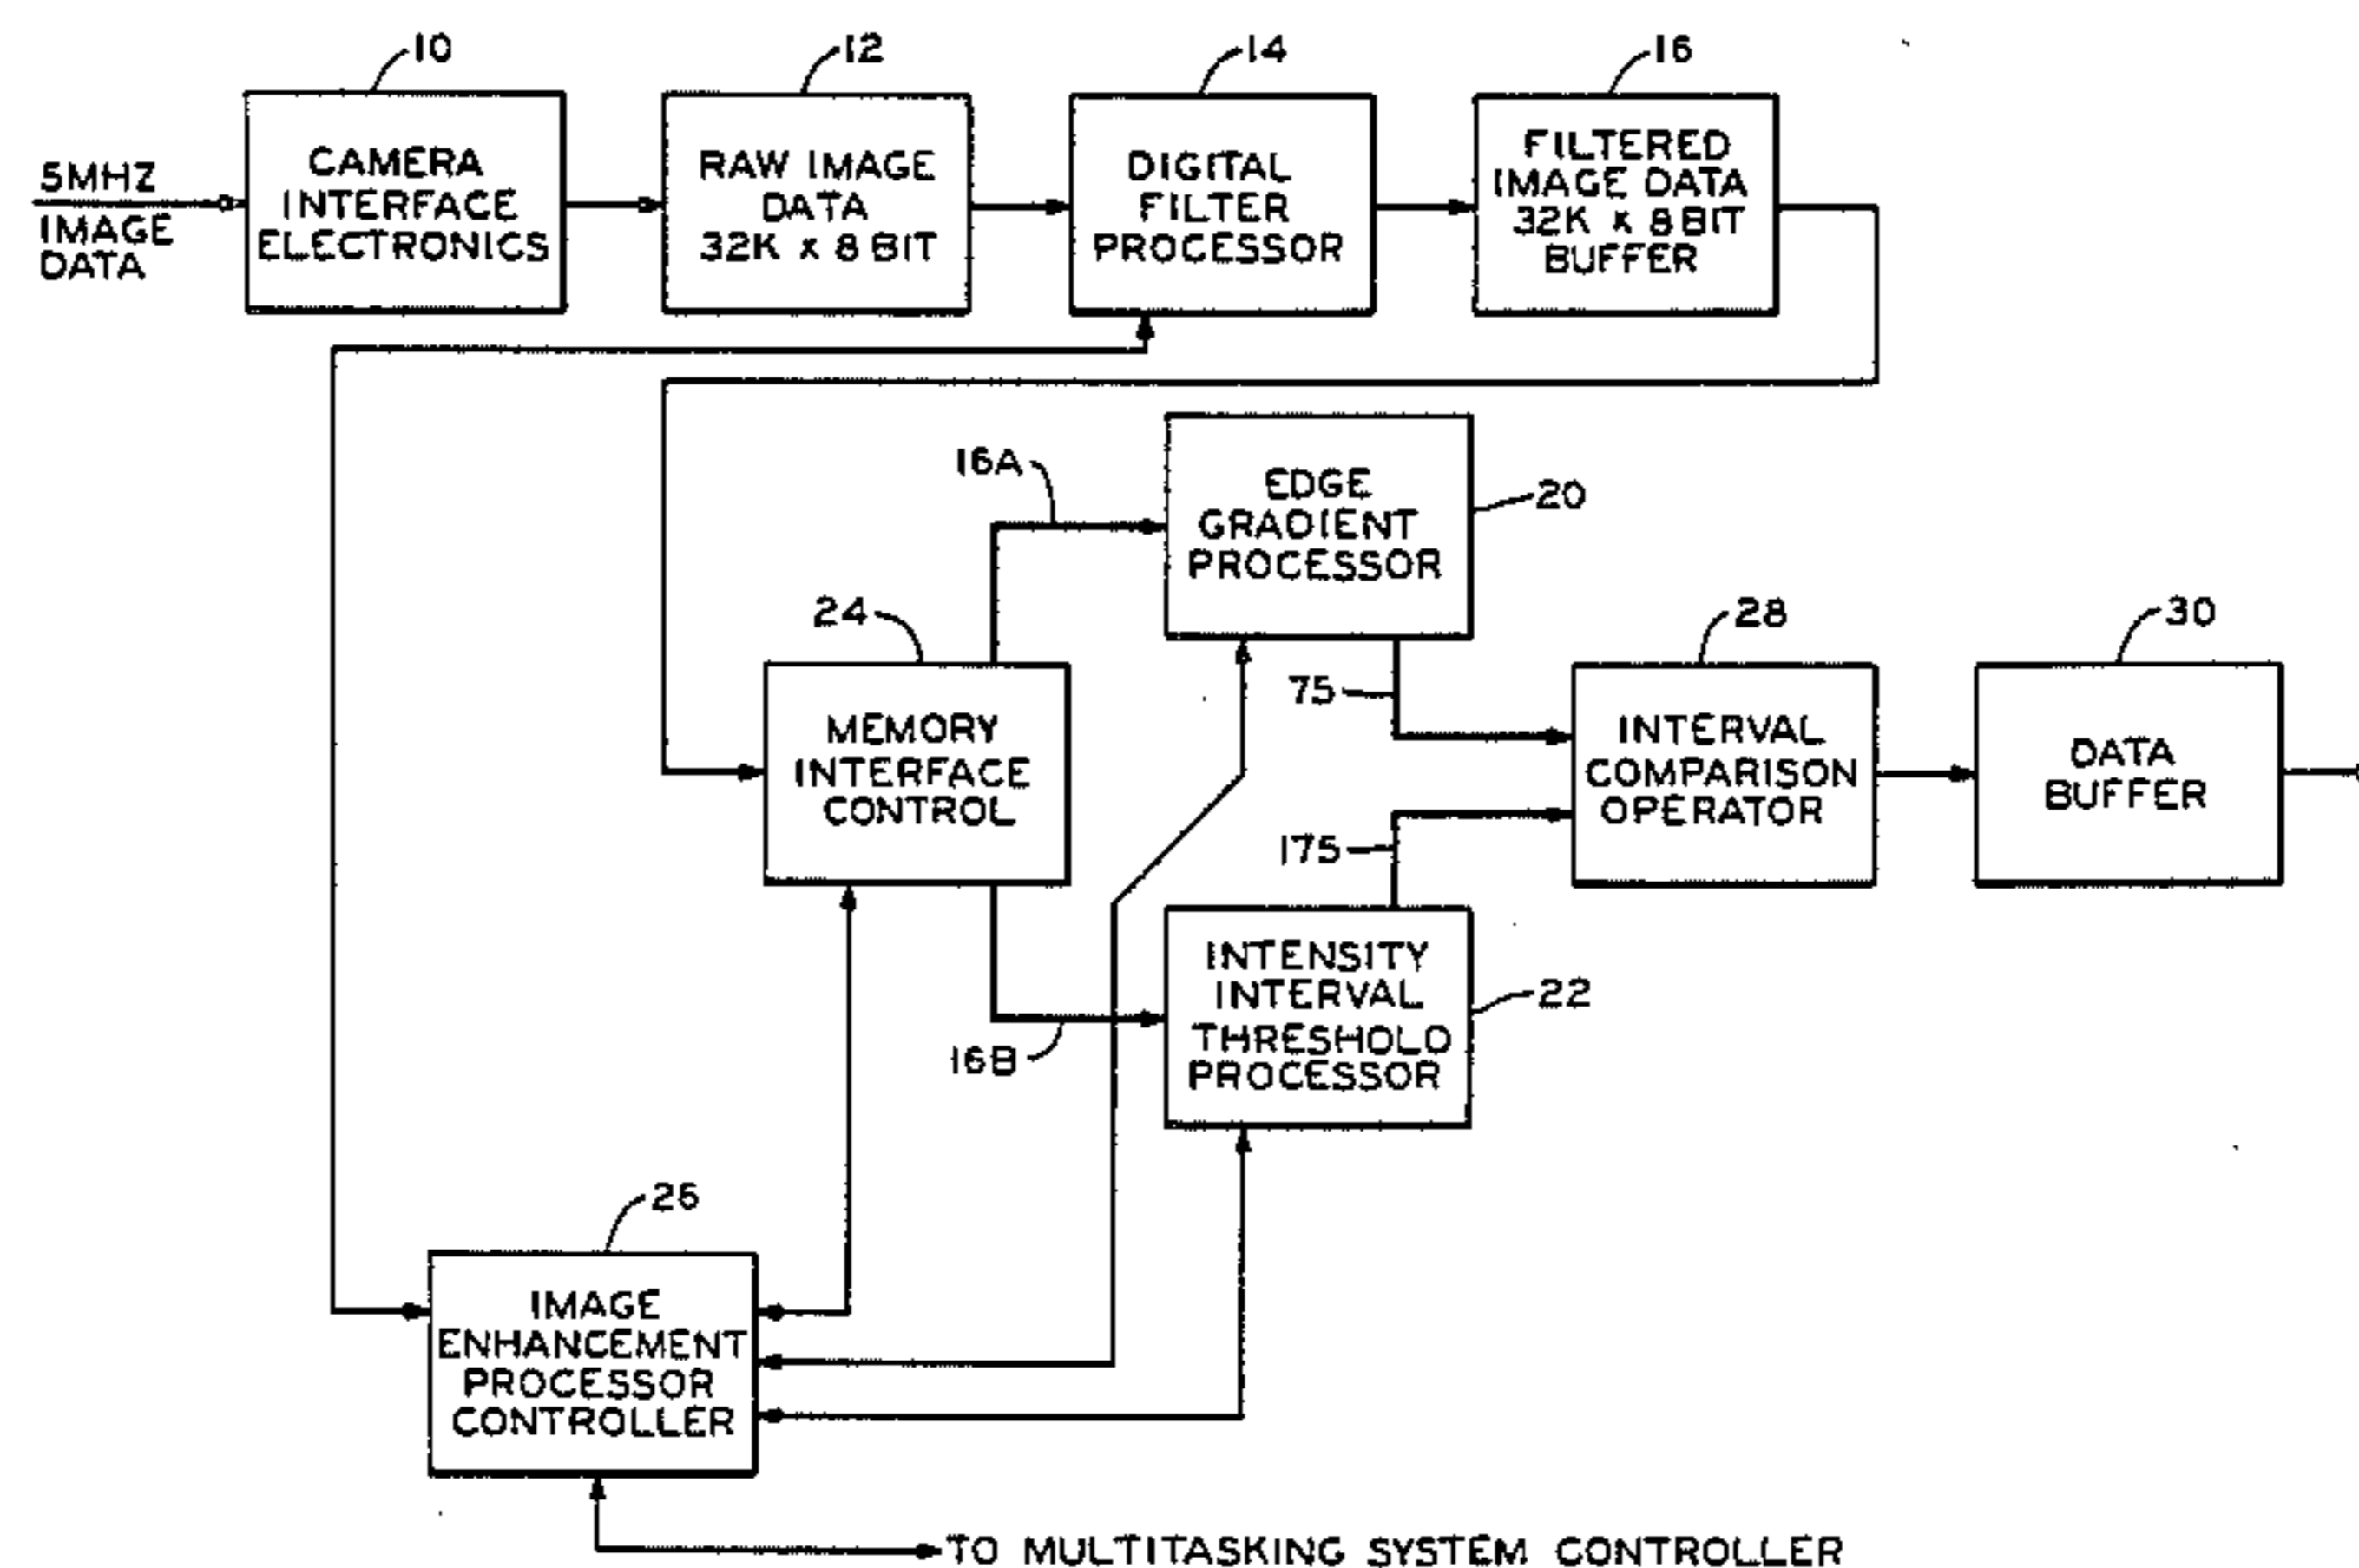 10
12
14
16
5MHZ
IMAGE
DATA
CAMERA
INTERFACE
ELECTRONICS
RAW IMAGE
DATA
32K x 8 BIT
DIGITAL
FILTER
PROCESSOR
FILTERED
IMAGE DATA
32K x 8 BIT
BUFFER
16A
EDGE
GRADIENT
PROCESSOR
20
24
MEMORY
INTERFACE
CONTROL
75
28
INTERVAL
COMPARISON
OPERATOR
30
DATA
BUFFER
175
16B
INTENSITY
INTERVAL
THRESHOLD
PROCESSOR
22
26
IMAGE
ENHANCEMENT
PROCESSOR
CONTROLLER
TO MULTITASKING SYSTEM CONTROLLER